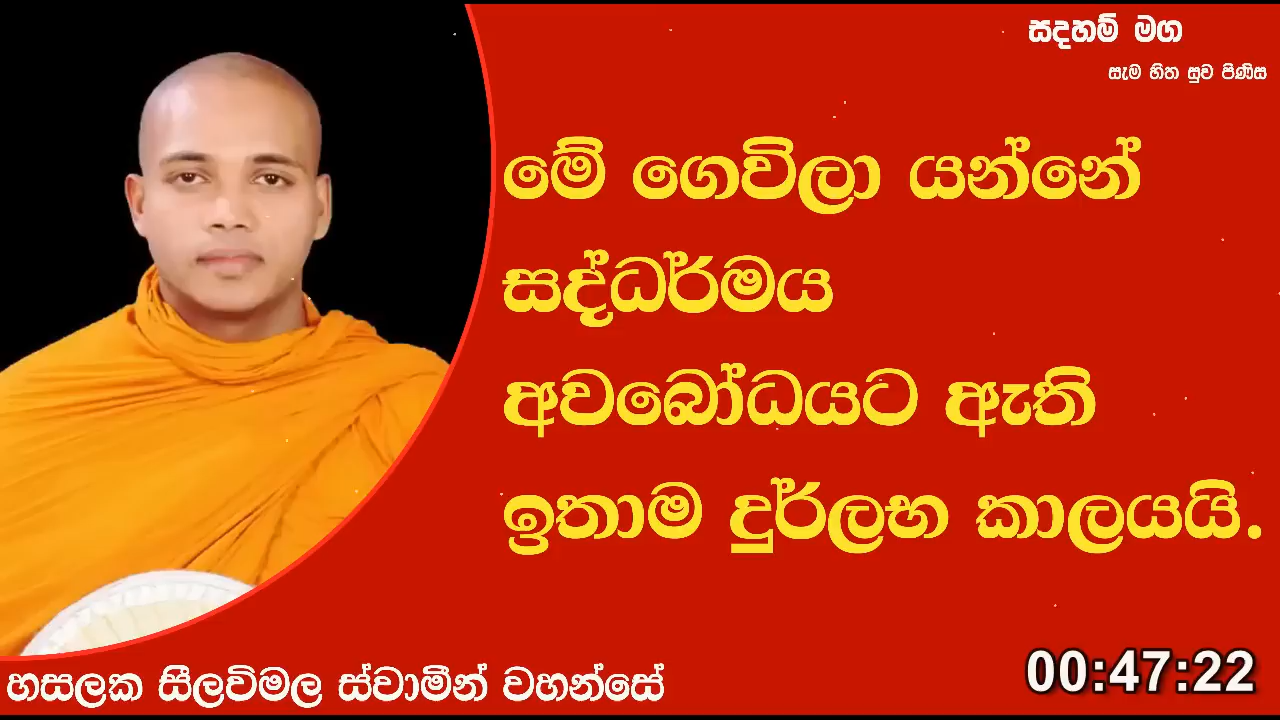 සදහම් මග
සැම හිත සුව පිණිස
මේ ගෙවිලා යන්නේ
සද්ධර්මය
අවබෝධයට ඇති
ඉතාම දුර්ලභ කාලයයි.
හසලක සීලවිමල ස්වාමීන් වහන්සේ
00:47:22